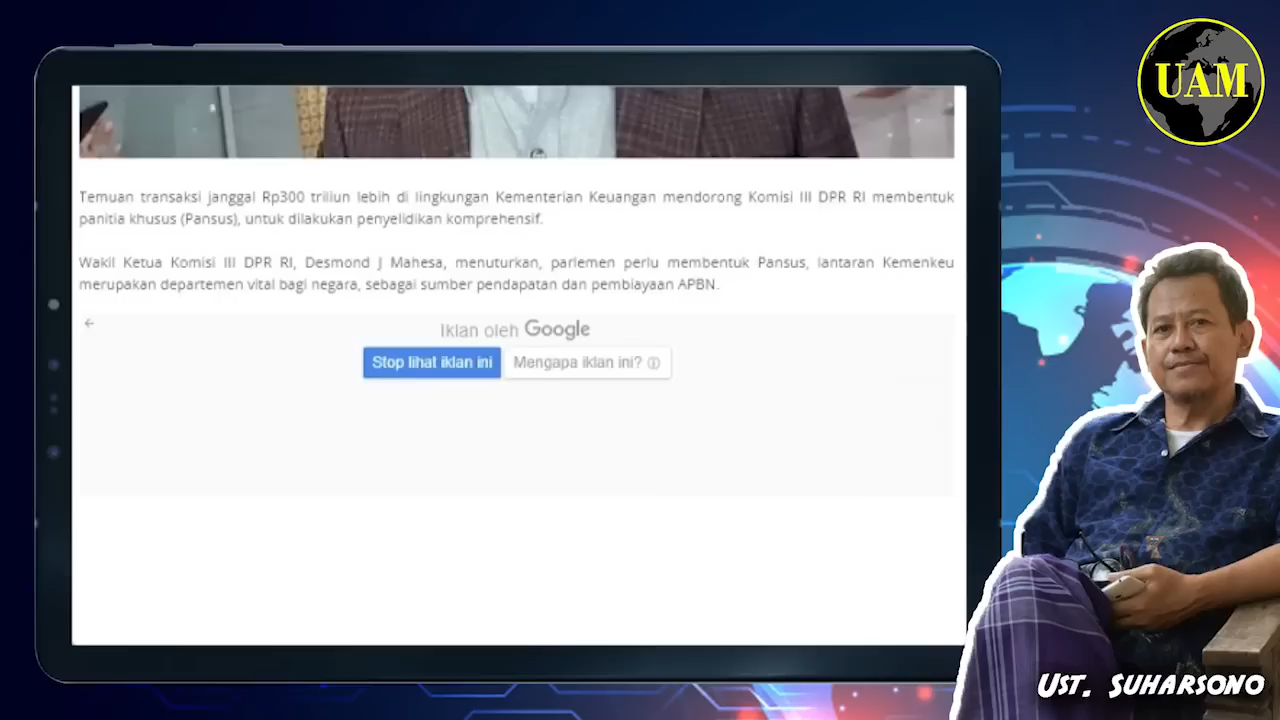 UAM
Temuan transaksi janggal Rp300 triliun lebih di lingkungan Kementerian Keuangan mendorong Komisi III DPR RI membentuk
panitia khusus (Pansus), untuk dilakukan penyelidikan komprehensif.
Wakil Ketua Komisi III DPR RI, Desmond J Mahesa, menuturkan, parlemen perlu membentuk Pansus, lantaran Kemenkeu
merupakan departemen vital bagi negara, sebagai sumber pendapatan dan pembiayaan APBN.
Iklan oleh Google
Stop lihat iklan ini
Mengapa iklan ini?
UST. SUHARSONO